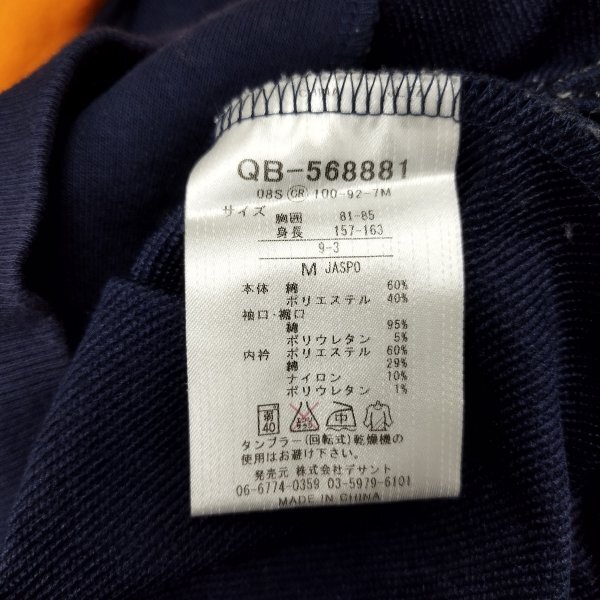 QB-568881
08S GR 100-92-7M
サイズ
胸囲 81-85
身長 157-163
9-3
M JASPO
本体 綿 60%
ポリエステル 40%
袖口・裾口
綿 95%
ポリウレタン 5%
内衿 ポリエステル 60%
綿 29%
ナイロン 10%
ポリウレタン 1%
弱 40 中
タンブラー(回転式)乾燥機の
使用はお避け下さい。
発売元 株式会社デサント
06-6774-0359 03-5979-6101
MADE IN CHINA